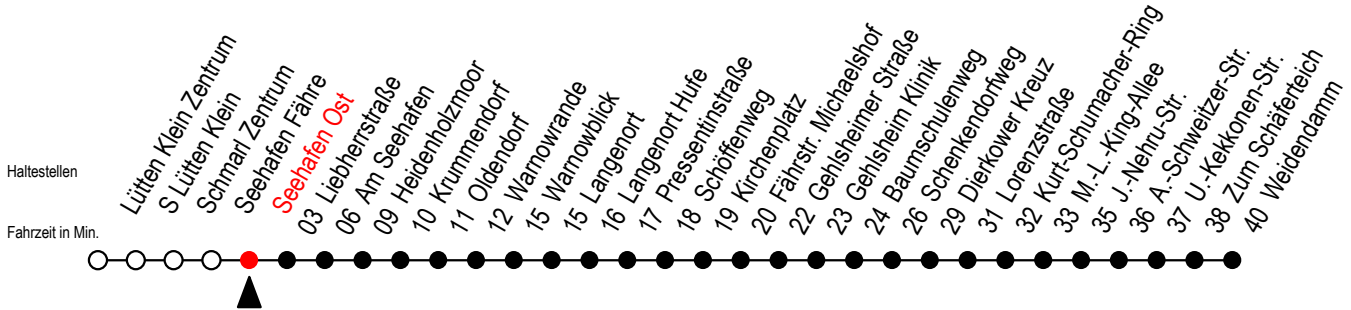 Haltestellen
Fahrzeit in Min.
Lütten Klein Zentrum
S Lütten Klein
Schmarl Zentrum
Seehafen Fähre
Seehafen Ost
03 Liebherrstraße
06 Am Seehafen
09 Heidenholzmoor
10 Krummendorf
11 Oldendorf
12 Warnowrande
15 Warnowblick
15 Langenort
16 Langenort Hufe
17 Pressentinstraße
18 Schöffenweg
19 Kirchenplatz
20 Fährstr. Michaelshof
22 Gehlsheimer Straße
23 Gehlsheim Klinik
24 Baumschulenweg
26 Schenkendorfweg
29 Dierkower Kreuz
31 Lorenzstraße
32 Kurt-Schumacher-Ring
33 M.-L.-King-Allee
35 J.-Nehru-Str.
36 A.-Schweitzer-Str.
37 U.-Kekkonen-Str.
38 Zum Schäferteich
40 Weidendamm